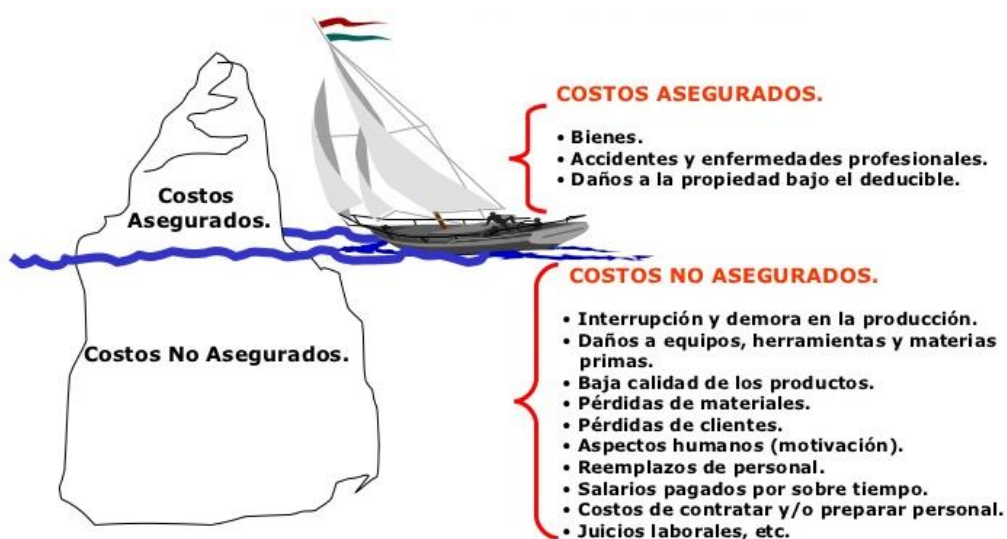 Costos
Asegurados.
COSTOS ASEGURADOS.
• Bienes.
• Accidentes y enfermedades profesionales.
• Daños a la propiedad bajo el deducible.
Costos No Asegurados.
COSTOS NO ASEGURADOS.
• Interrupción y demora en la producción.
• Daños a equipos, herramientas y materias
primas.
• Baja calidad de los productos.
• Pérdidas de materiales.
• Pérdidas de clientes.
• Aspectos humanos (motivación).
• Reemplazos de personal.
• Salarios pagados por sobre tiempo.
• Costos de contratar y/o preparar personal.
• Juicios laborales, etc.